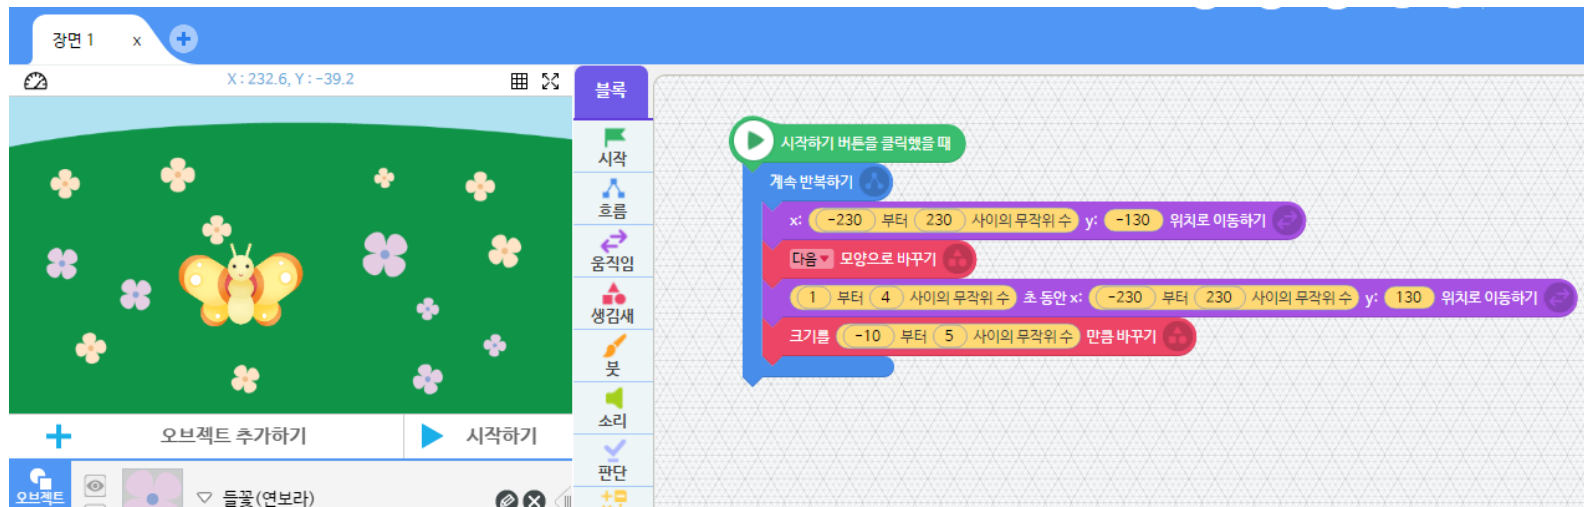 장면 1 x
X : 232.6, Y : -39.2
블록
시작
흐름
움직임
생김새
붓
소리
판단
시작하기 버튼을 클릭했을 때
계속 반복하기
x: -230 부터 230 사이의 무작위 수 y: -130 위치로 이동하기
다음 모양으로 바꾸기
1 부터 4 사이의 무작위 수 초 동안 x: -230 부터 230 사이의 무작위 수 y: 130 위치로 이동하기
크기를 -10 부터 5 사이의 무작위 수 만큼 바꾸기
오브젝트 추가하기
시작하기
오브젝트
들꽃(연보라)